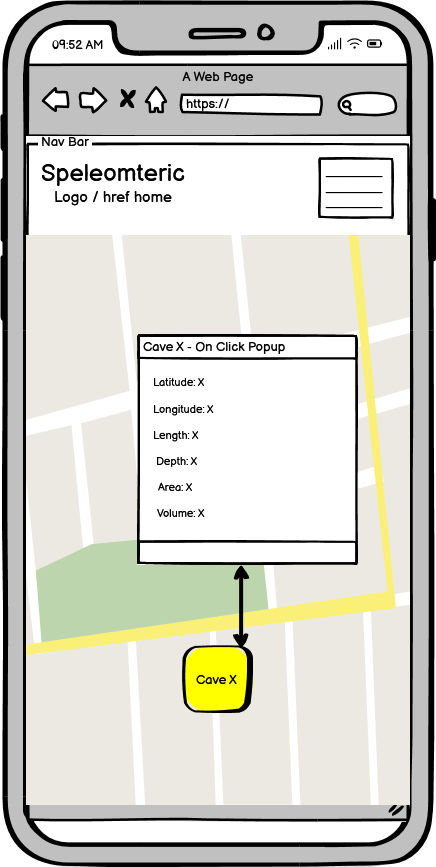 09:52 AM
A Web Page
https://
Nav Bar
Speleomteric
Logo / href home
Cave X - On Click Popup
Latitude: X
Longitude: X
Length: X
Depth: X
Area: X
Volume: X
Cave X